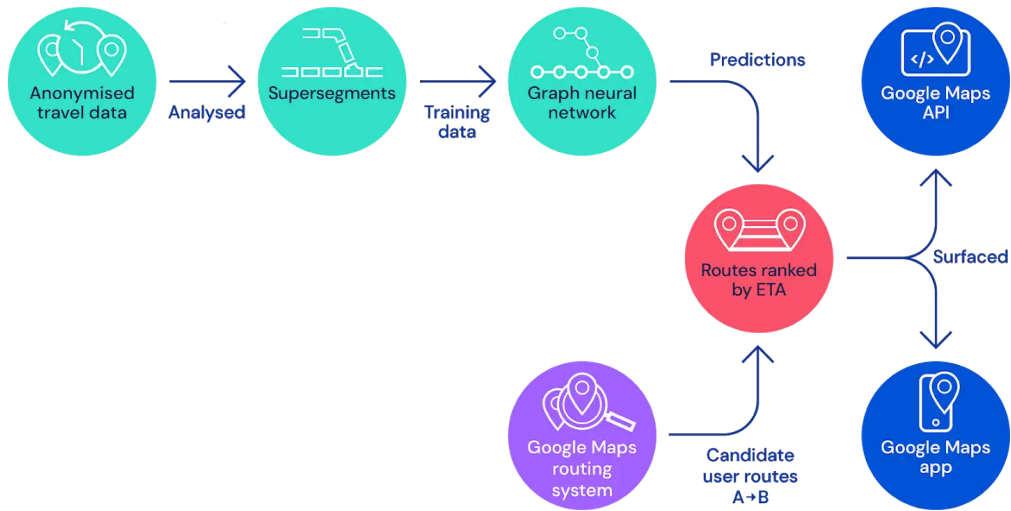 Anonymised
travel data
Analysed
Supersegments
Training
data
Graph neural
network
Predictions
</>
Google Maps
API
Routes ranked
by ETA
Surfaced
Google Maps
routing
system
Candidate
user routes
A→B
Google Maps
app